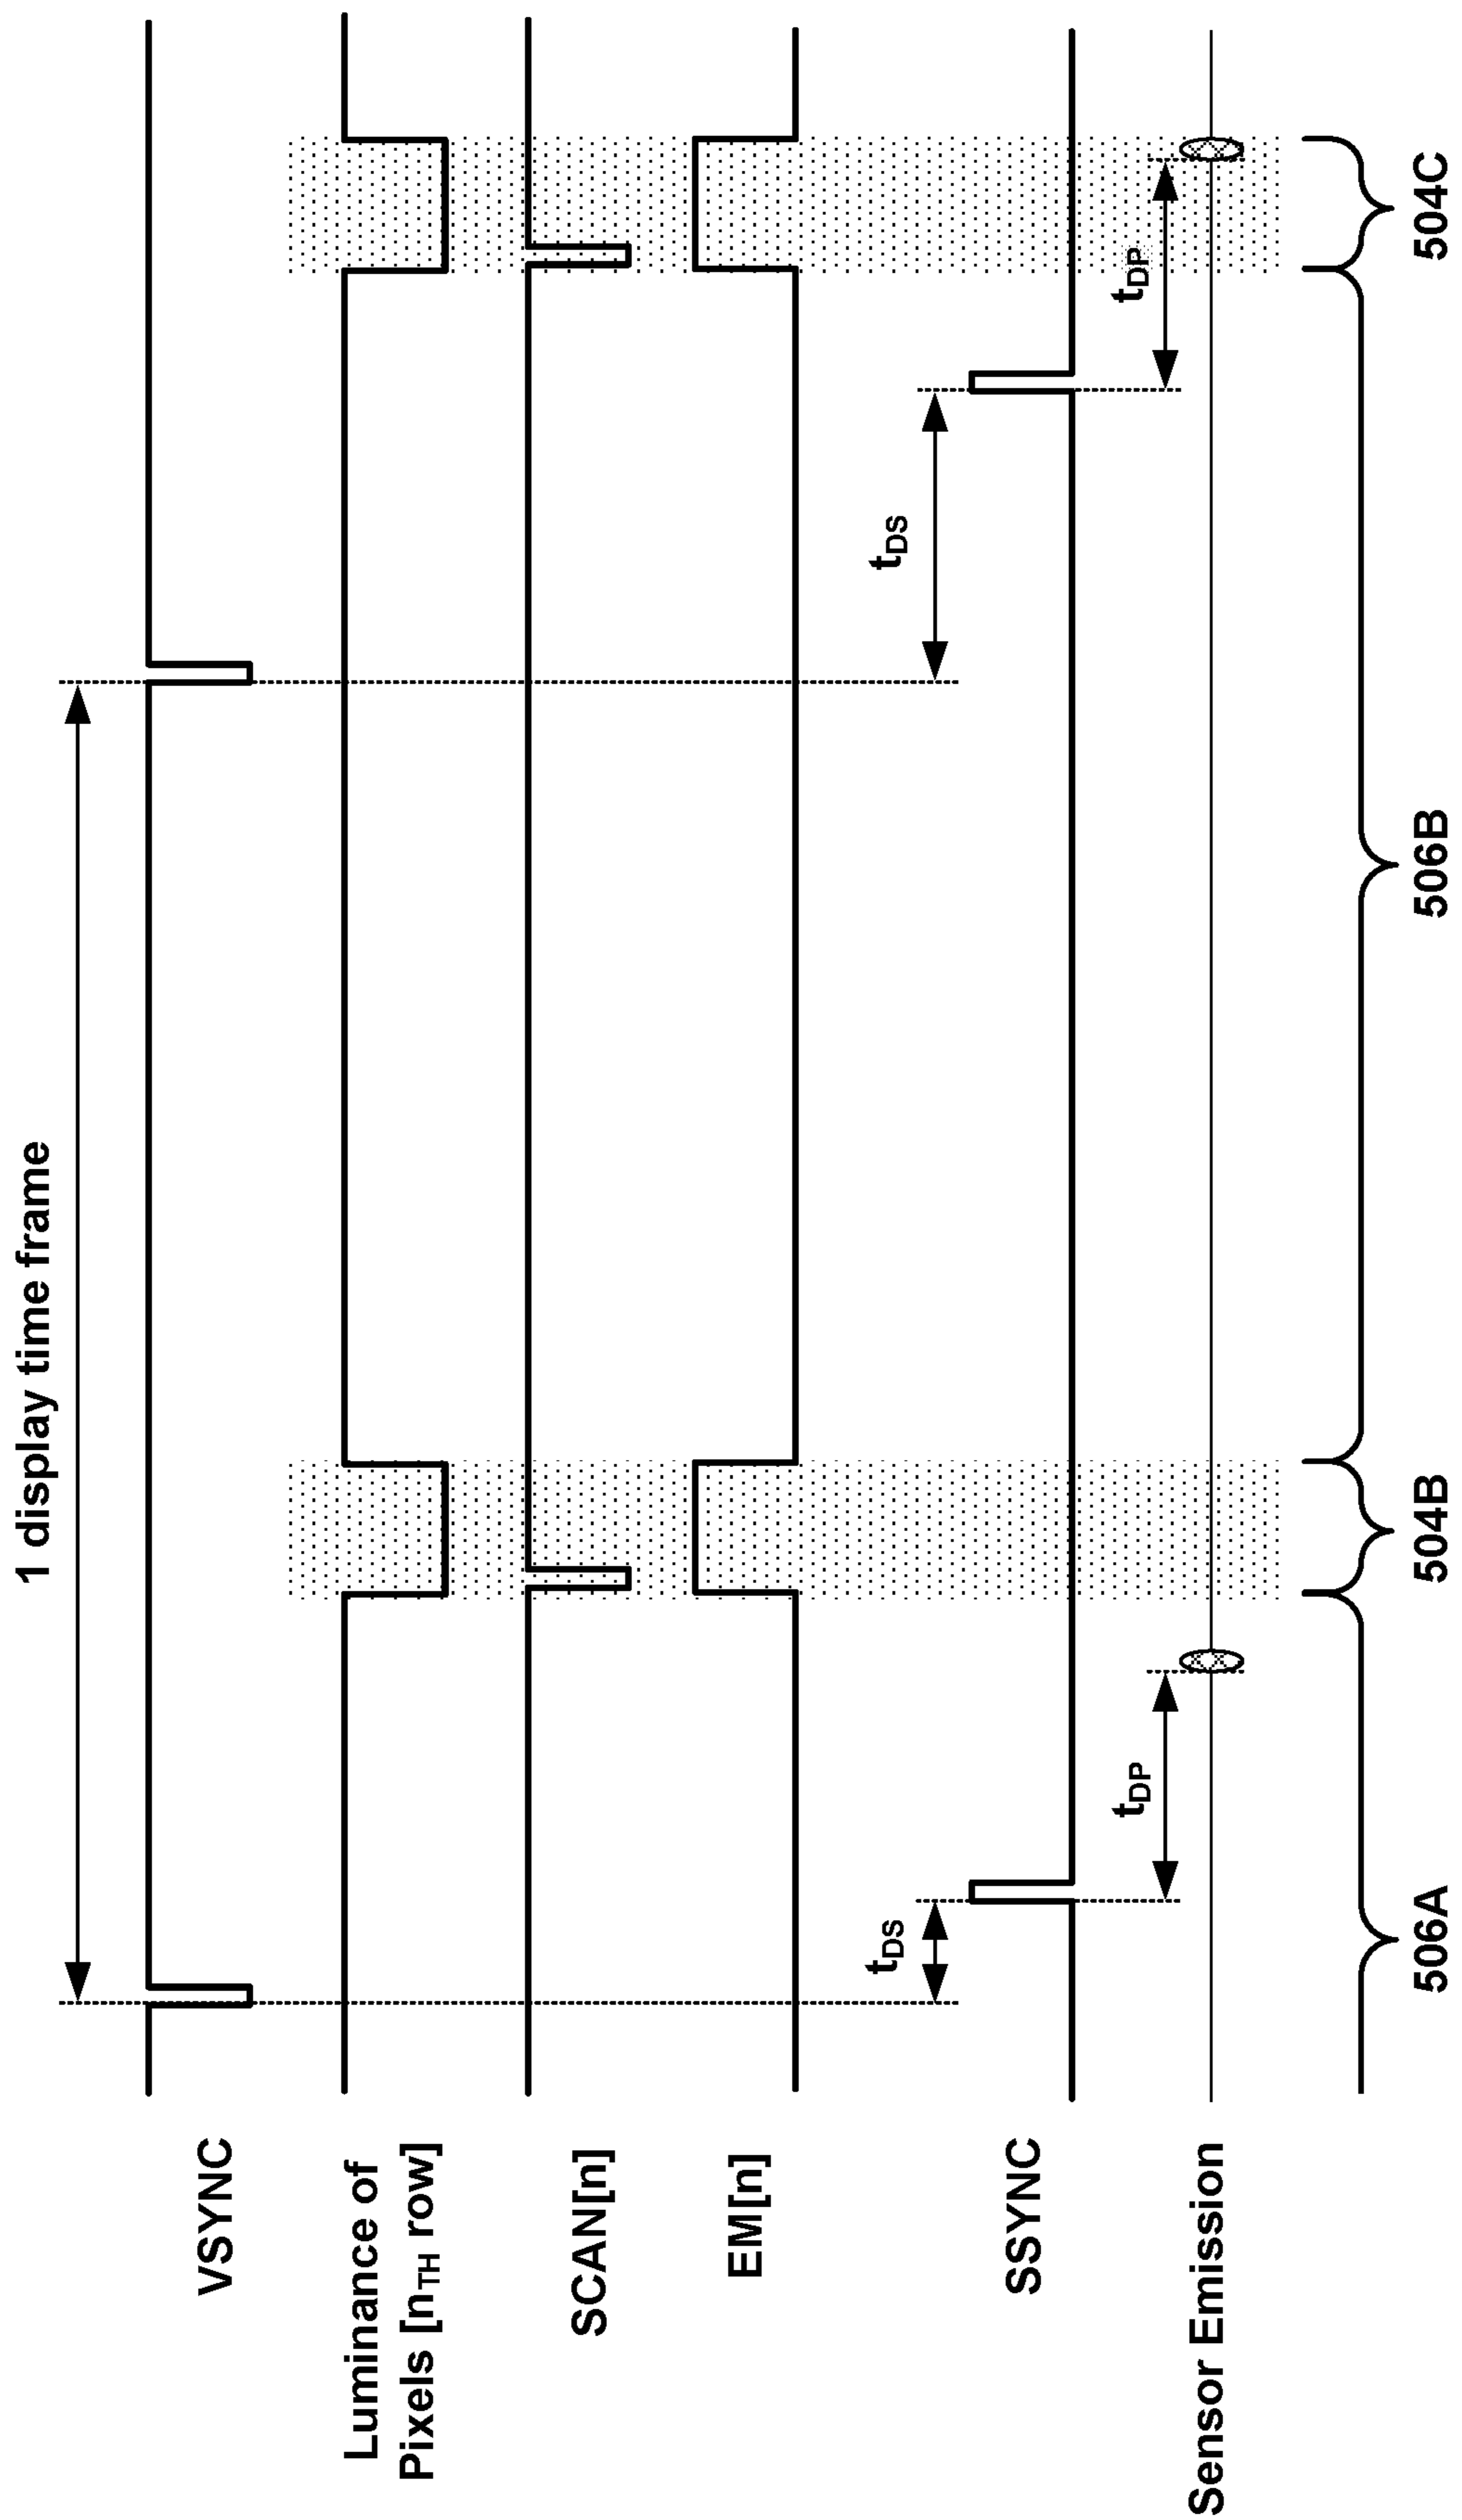 1 display time frame
VSYNC
Luminance of
Pixels [nTH row]
SCAN[n]
EM[n]
tDS
tDS
SSYNC
tDP
tDP
Sensor Emission
506A
504B
506B
504C